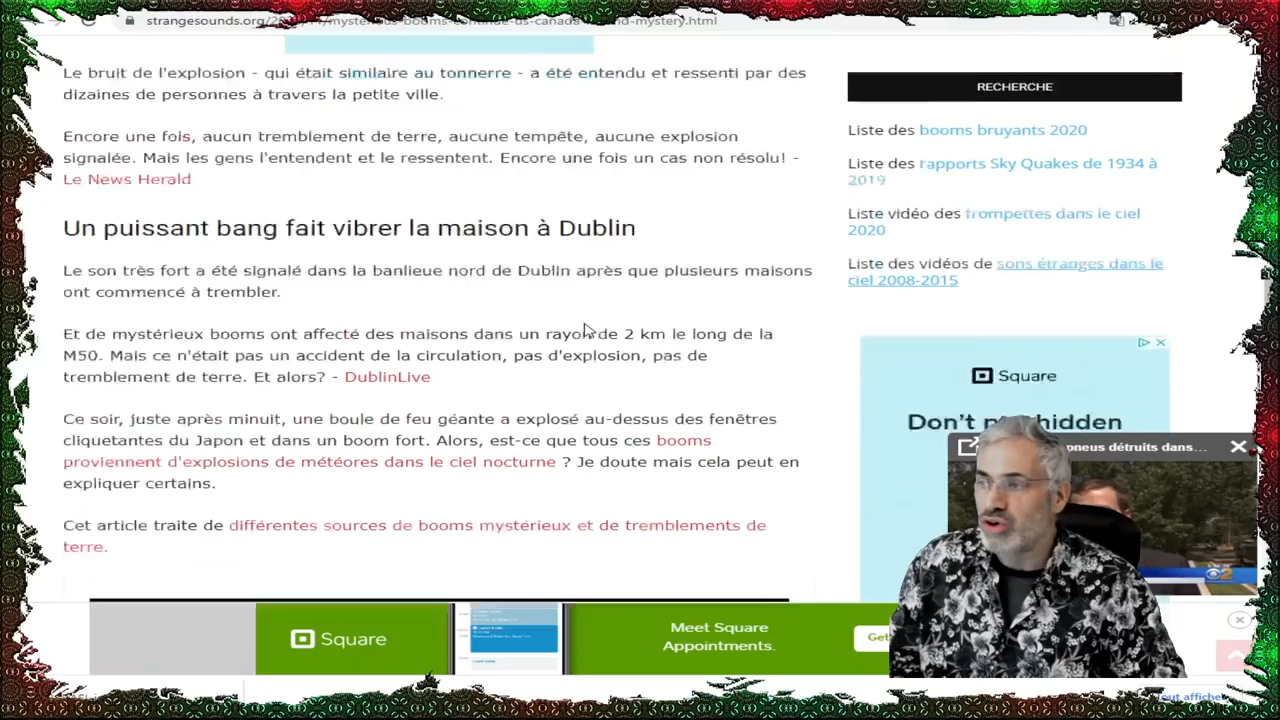 strangesounds.org/
Le bruit de l'explosion - qui était similaire au tonnerre - a été entendu et ressenti par des
dizaines de personnes à travers la petite ville.
Encore une fois, aucun tremblement de terre, aucune tempête, aucune explosion
signalée. Mais les gens l'entendent et le ressentent. Encore une fois un cas non résolu! -
Le News Herald
Un puissant bang fait vibrer la maison à Dublin
Le son très fort a été signalé dans la banlieue nord de Dublin après que plusieurs maisons
ont commencé à trembler.
Et de mystérieux booms ont affecté des maisons dans un rayon de 2 km le long de la
M50. Mais ce n'était pas un accident de la circulation, pas d'explosion, pas de
tremblement de terre. Et alors? - DublinLive
Ce soir, juste après minuit, une boule de feu géante a explosé au-dessus des fenêtres
cliquetantes du Japon et dans un boom fort. Alors, est-ce que tous ces booms
proviennent d'explosions de météores dans le ciel nocturne ? Je doute mais cela peut en
expliquer certains.
Cet article traite de différentes sources de booms mystérieux et de tremblements de
terre.
RECHERCHE
Liste des booms bruyants 2020
Liste des rapports Sky Quakes de 1934 à
2019
Liste vidéo des trompettes dans le ciel
2020
Liste des vidéos de sons étranges dans le
ciel 2008-2015
Square
Don't hidden
pneus détruits dans...
2
Square
Meet Square
Appointments.
Get
Tout affiche